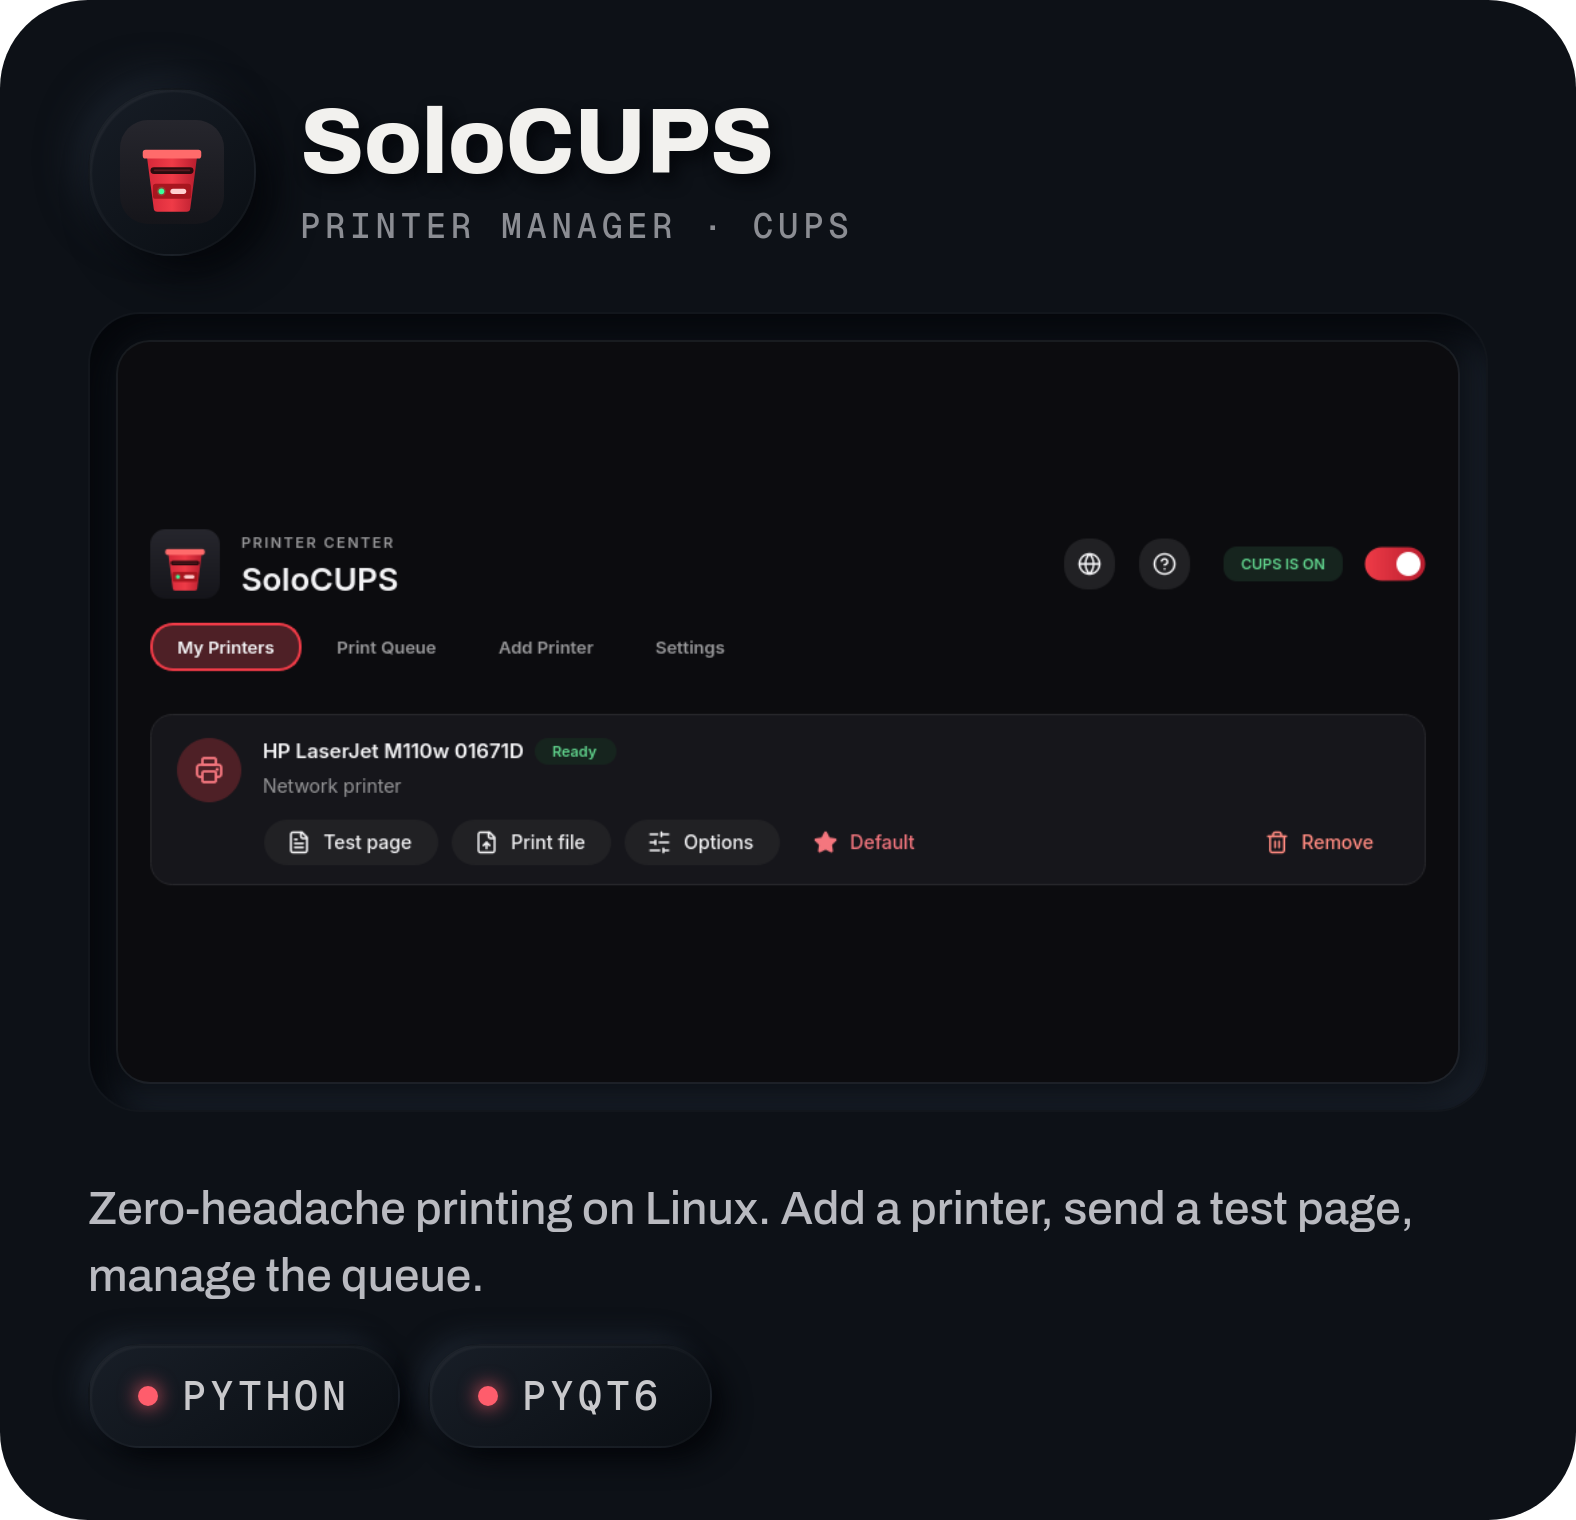 SoloCUPS
PRINTER MANAGER · CUPS
PRINTER CENTER
SoloCUPS
CUPS IS ON
My Printers
Print Queue
Add Printer
Settings
HP LaserJet M110w 01671D
Ready
Network printer
Test page
Print file
Options
Default
Remove
Zero-headache printing on Linux. Add a printer, send a test page,
manage the queue.
PYTHON
PYQT6